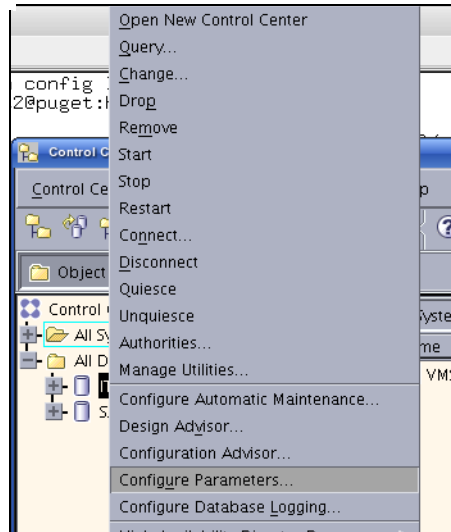 Open New Control Center
Query...
Change...
config
2@puget:
Drop
Remove
Control C
Start
Control Ce
Stop
p
Restart
Connect...
Disconnect
Object
Quiesce
Control
Unquiesce
Syste
All Sy
Authorities...
me
All D
Manage Utilities...
VMS
Configure Automatic Maintenance...
S
Design Advisor...
Configuration Advisor...
Configure Parameters...
Configure Database Logging...